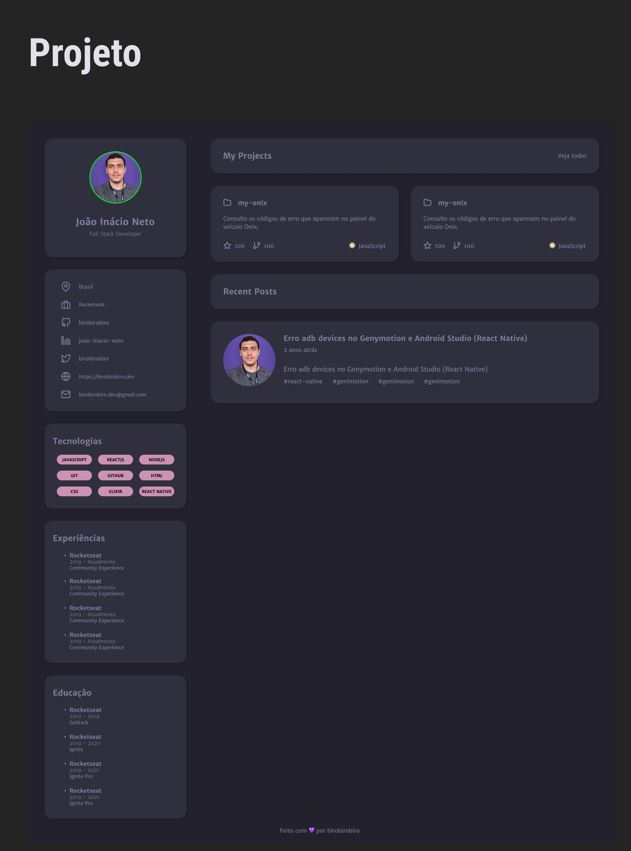 Projeto
João Inácio Neto
Full Stack Developer
Brasil
Rocketseat
birobirobiro
joao-inacio-neto
birobirobiro
https://birobirobiro.dev
birobirobiro.dev@gmail.com
Tecnologias
JAVASCRIPT REACTJS NODEJS
GIT GITHUB HTML
CSS ELIXIR REACT NATIVE
Experiências
• Rocketseat
2019 - Atualmente
Community Experience
• Rocketseat
2019 - Atualmente
Community Experience
• Rocketseat
2019 - Atualmente
Community Experience
• Rocketseat
2019 - Atualmente
Community Experience
Educação
• Rocketseat
2019 - 2019
GoStack
• Rocketseat
2019 - 2020
Ignite
• Rocketseat
2019 - 2021
Ignite Pro
• Rocketseat
2019 - 2021
Ignite Pro
My Projects
Veja todos
my-onix
Consulte os códigos de erro que aparecem no painel do
veículo Onix.
100 100 JavaScript
my-onix
Consulte os códigos de erro que aparecem no painel do
veículo Onix.
100 100 JavaScript
Recent Posts
Erro adb devices no Genymotion e Android Studio (React Native)
2 anos atrás
Erro adb devices no Genymotion e Android Studio (React Native)
#react-native #genimotion #genimotion #genimotion
Feito com 💜 por birobirobiro